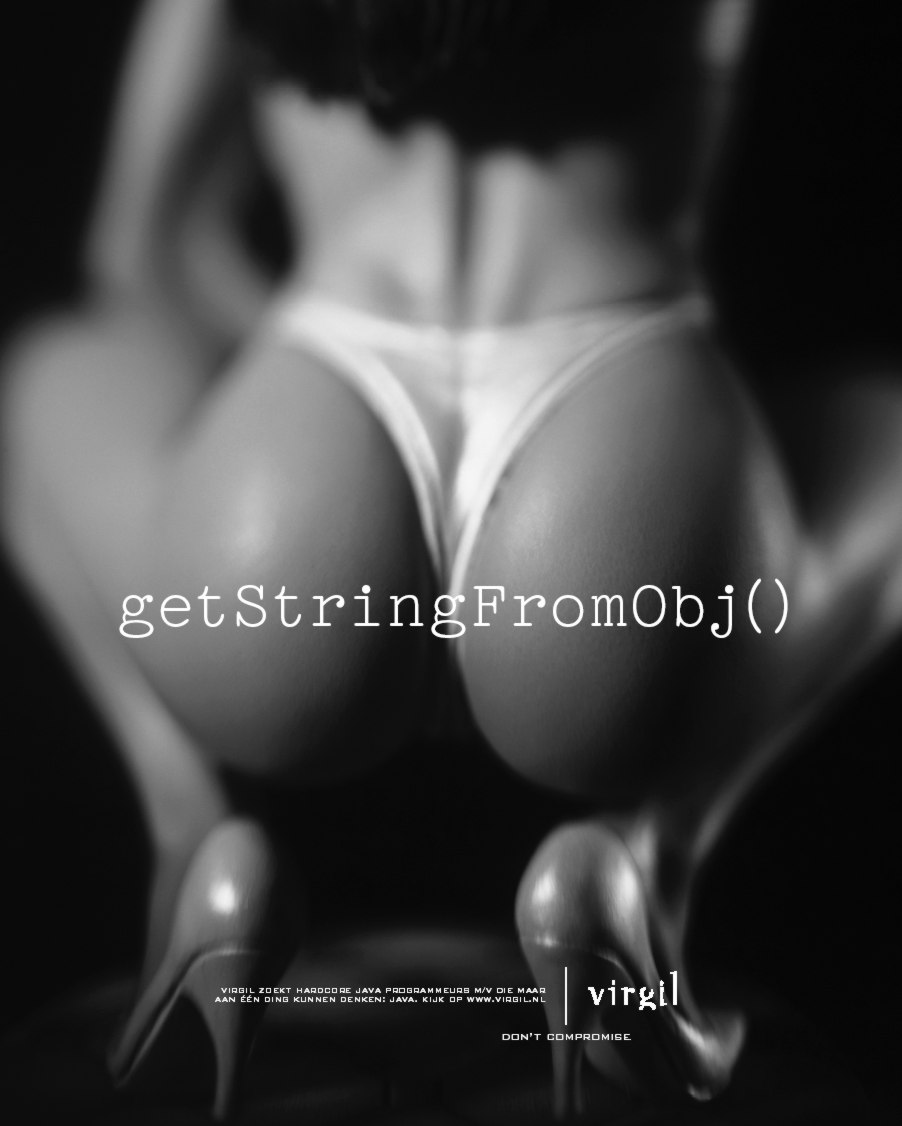 getStringFromObj()
VIRGIL ZOEKT HARDCORE JAVA PROGRAMMEURS M/V DIE MAAR
AAN ÉÉN DING KUNNEN DENKEN: JAVA. KIJK OP WWW.VIRGIL.NL
virgil
DON'T COMPROMISE